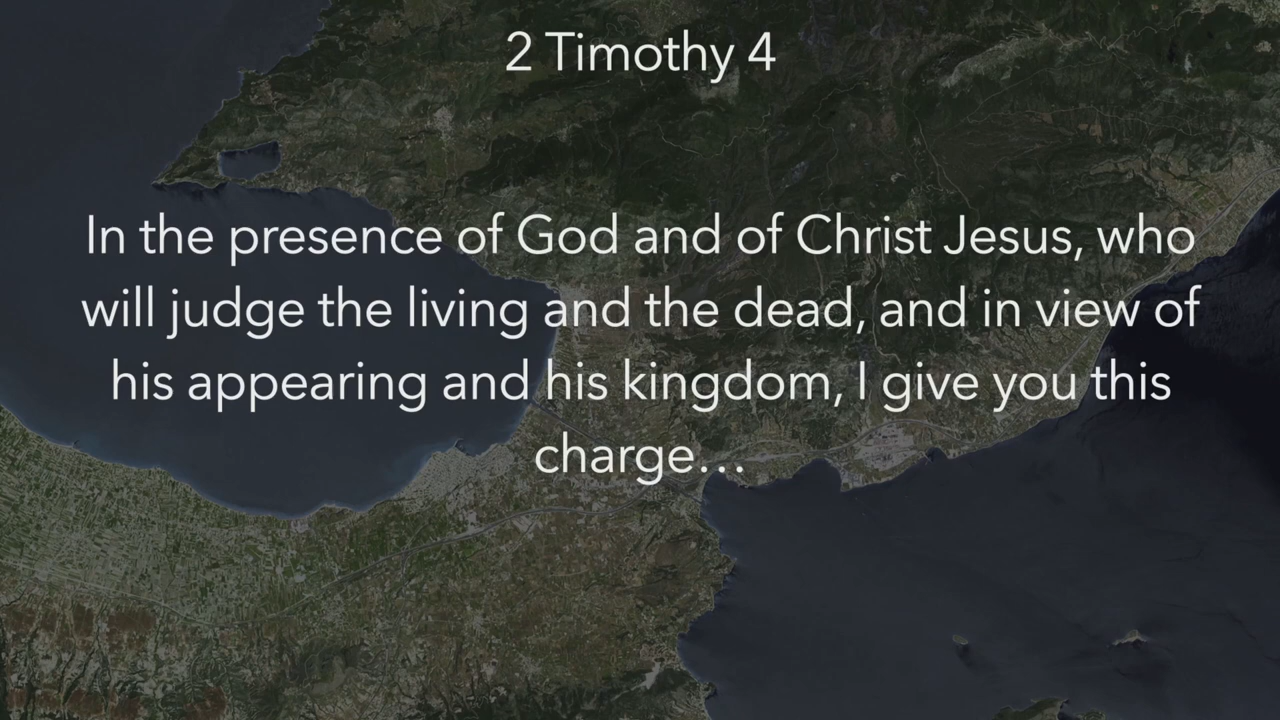 2 Timothy 4
In the presence of God and of Christ Jesus, who
will judge the living and the dead, and in view of
his appearing and his kingdom, I give you this
charge…